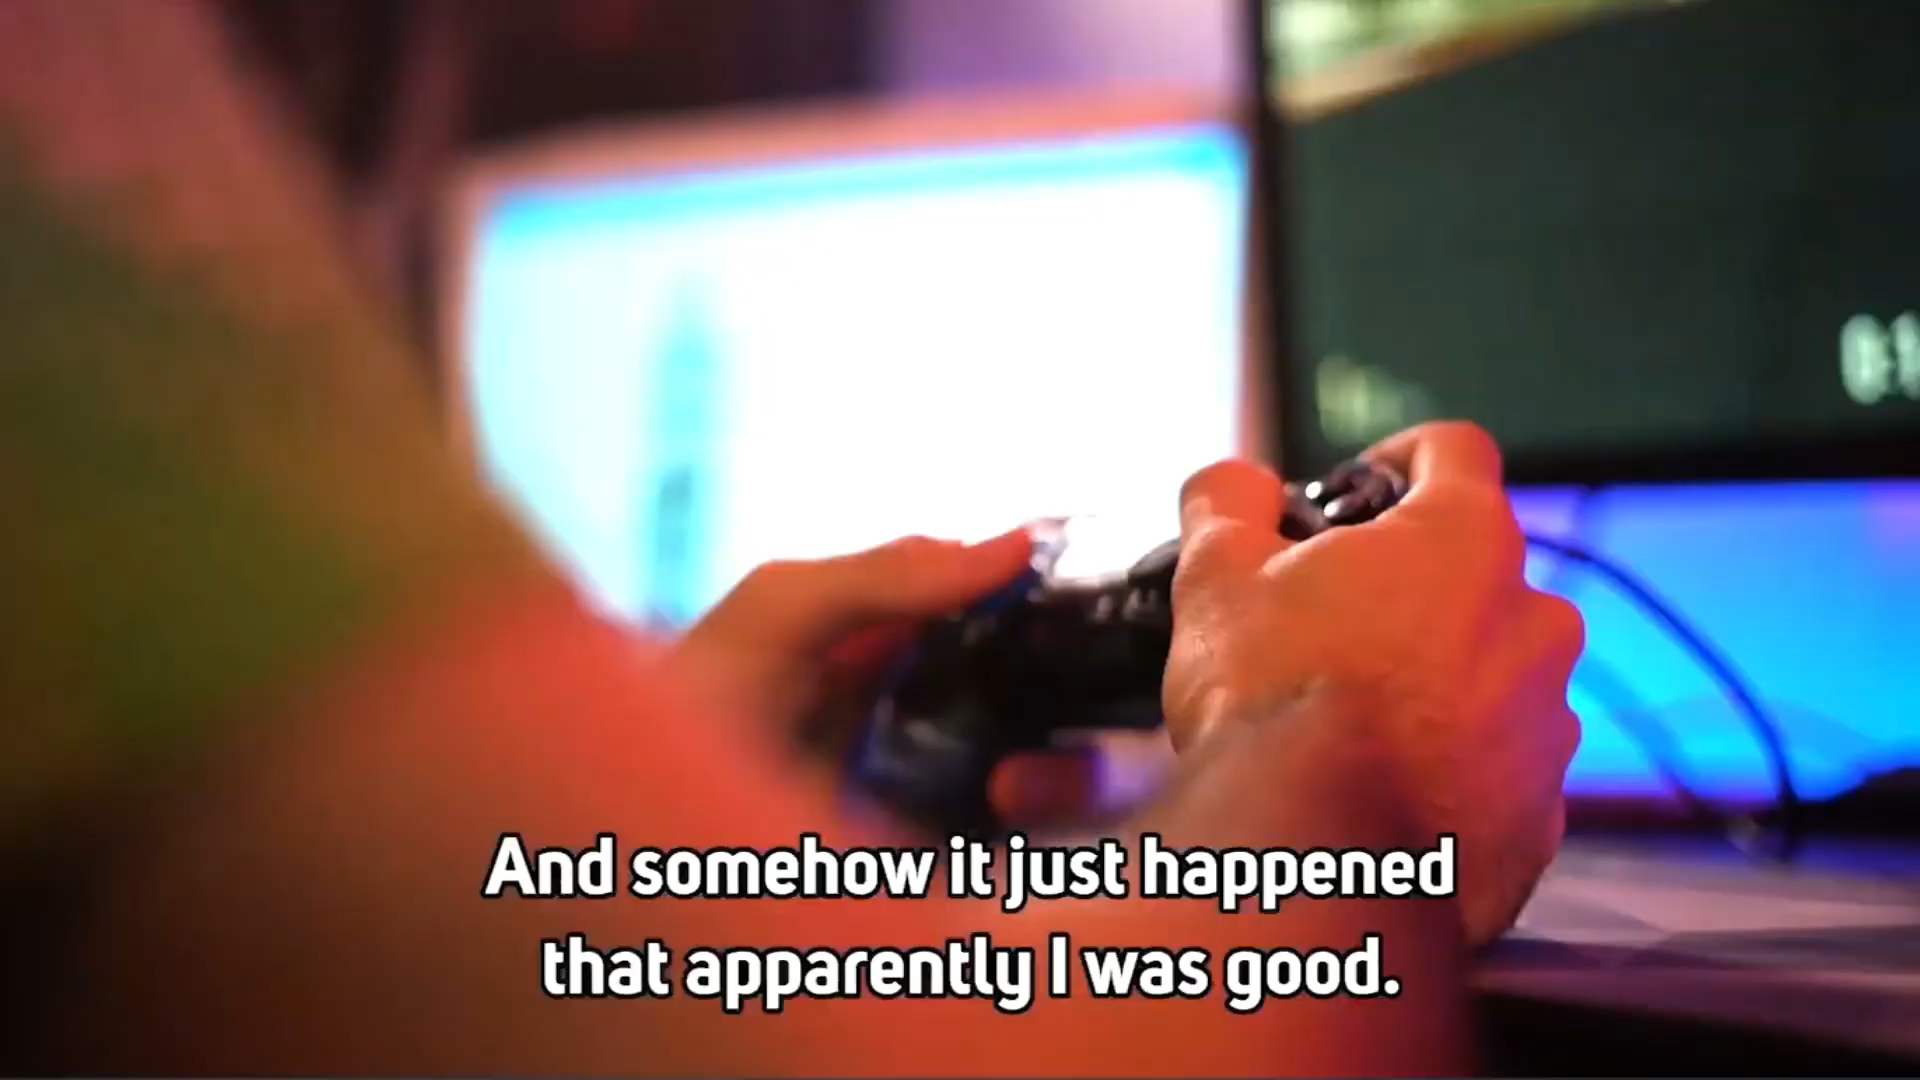 And somehow it just happened
that apparently I was good.